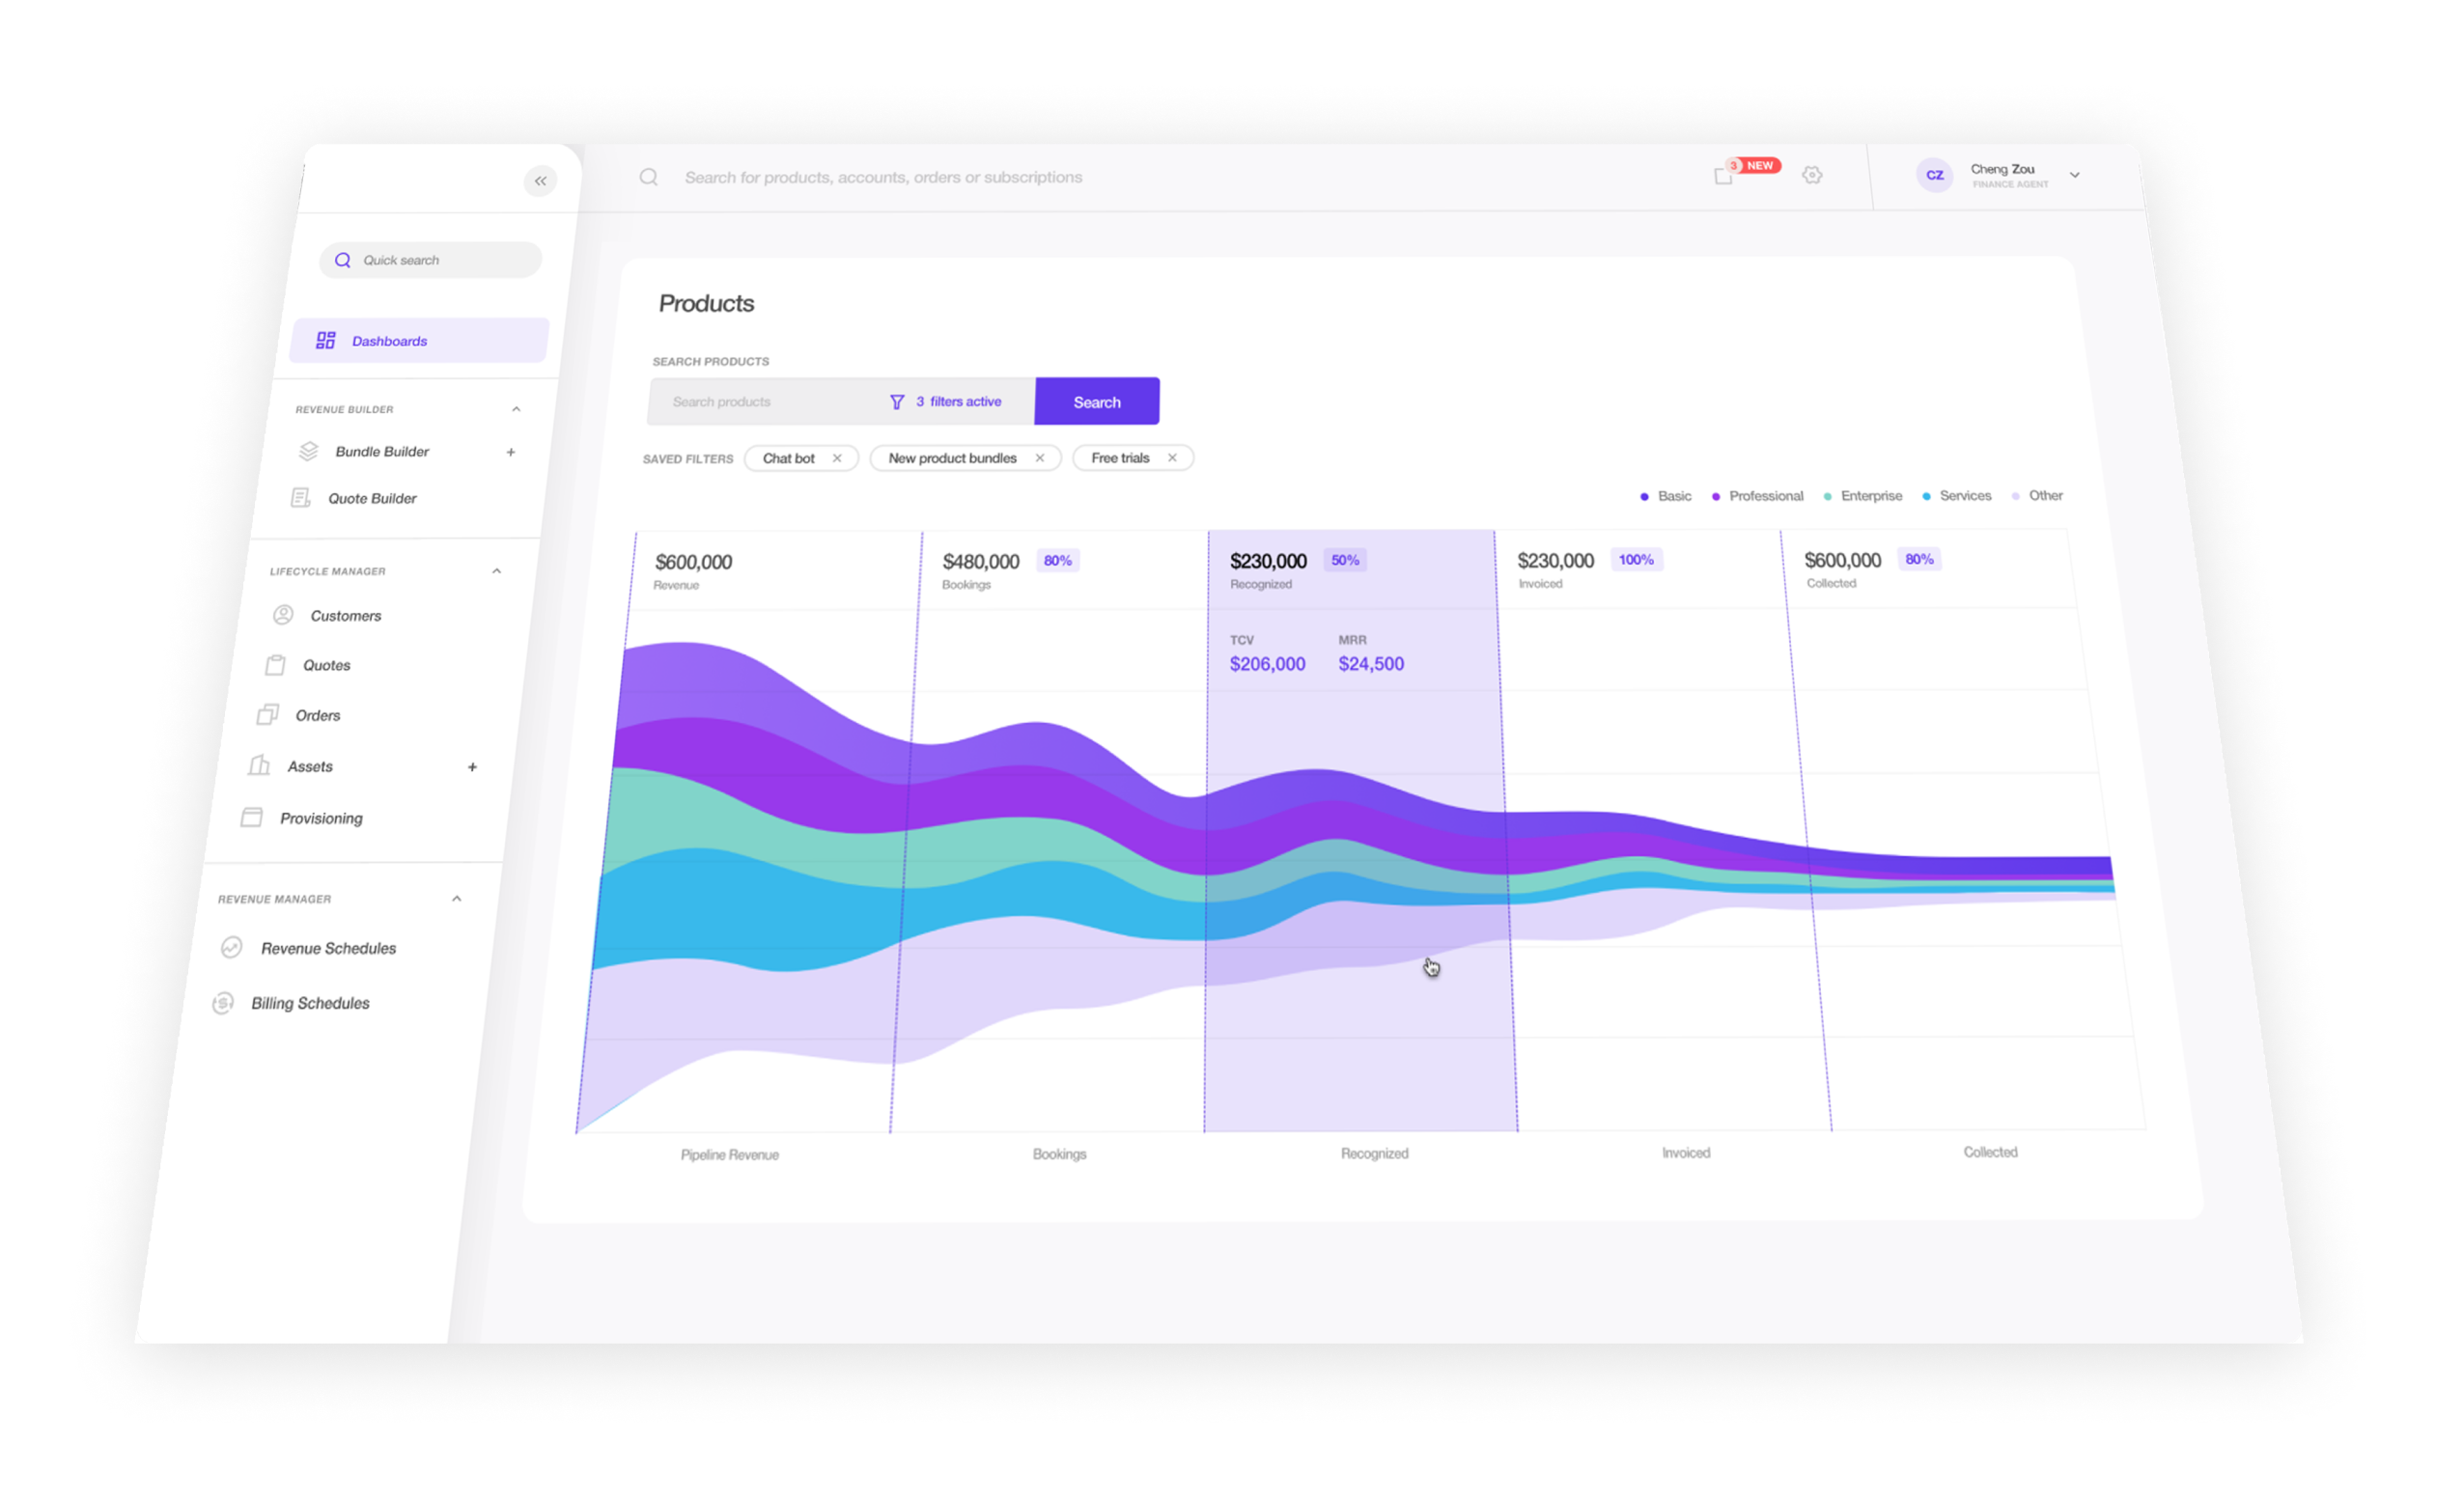 Search for products, accounts, orders or subscriptions
3 NEW
CZ
Cheng Zou
FINANCE AGENT
Quick search
Dashboards
REVENUE BUILDER
Bundle Builder +
Quote Builder
LIFECYCLE MANAGER
Customers
Quotes
Orders
Assets +
Provisioning
REVENUE MANAGER
Revenue Schedules
Billing Schedules
Products
SEARCH PRODUCTS
Search products
3 filters active
Search
SAVED FILTERS Chat bot × New product bundles × Free trials ×
Basic Professional Enterprise Services Other
$600,000
Revenue
$480,000 80%
Bookings
$230,000 50%
Recognized
$230,000 100%
Invoiced
$600,000 80%
Collected
TCV MRR
$206,000 $24,500
Pipeline Revenue Bookings Recognized Invoiced Collected